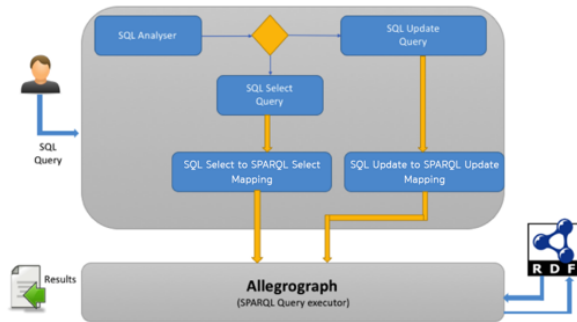 SQL Analyser
SQL Update
Query
SQL Select
Query
SQL
Query
SQL Select to SPARQL Select
Mapping
SQL Update to SPARQL Update
Mapping
Results
Allegrograph
(SPARQL Query executor)
RDF